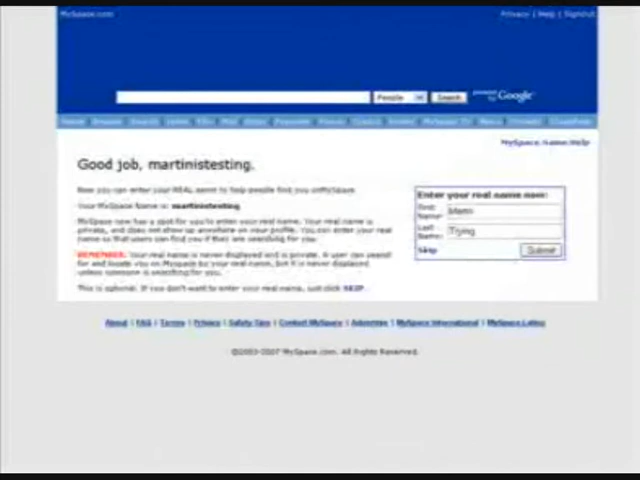 MySpace.com
Privacy | Help | SignOut
People Search powered by Google
MySpace Name Help
Good job, martinistesting.
Now you can enter your REAL name to help people find you on MySpace
Your MySpace Name is: martinistesting
MySpace now has a spot for you to enter your real name. Your real name is
private, and does not show up anywhere on your profile. You can enter your real
name so that users can find you if they are searching for you.
REMEMBER: Your real name is never displayed and is private. A user can search
for and locate you on Myspace by your real name, but it is never displayed
unless someone is searching for you.
This is optional. If you don't want to enter your real name, just click SKIP.
Enter your real name now:
First Name:
Last Name: Trying
Skip Submit
About | FAQ | Terms | Privacy | Safety Tips | Contact MySpace | Advertise | MySpace International | MySpace Latino
©2003-2007 MySpace.com. All Rights Reserved.